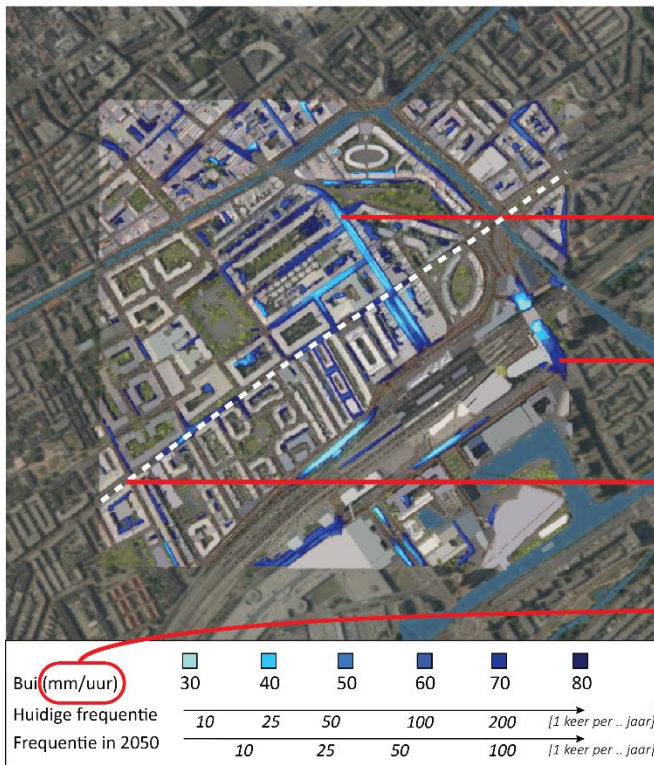 Bui (mm/uur)
30 40 50 60 70 80
Huidige frequentie 10 25 50 100 200 [1 keer per .. jaar]
Frequentie in 2050 10 25 50 100 [1 keer per .. jaar]